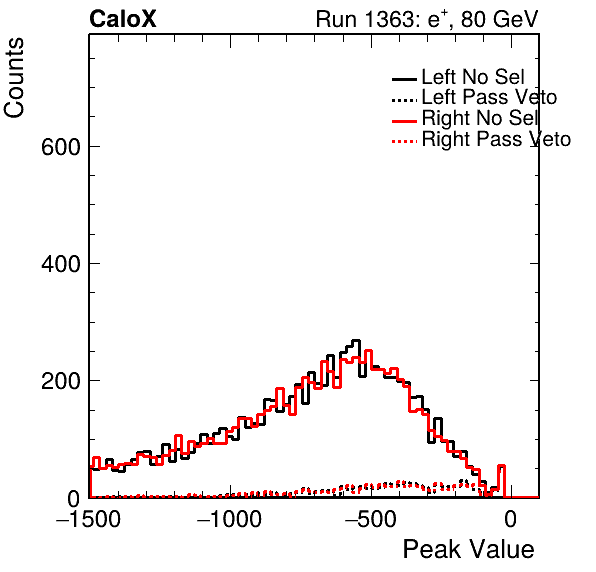 CaloX Run 1363: e+, 80 GeV
Counts
Left No Sel
Left Pass Veto
Right No Sel
Right Pass Veto
600
400
200
0
−1500 −1000 −500 0
Peak Value